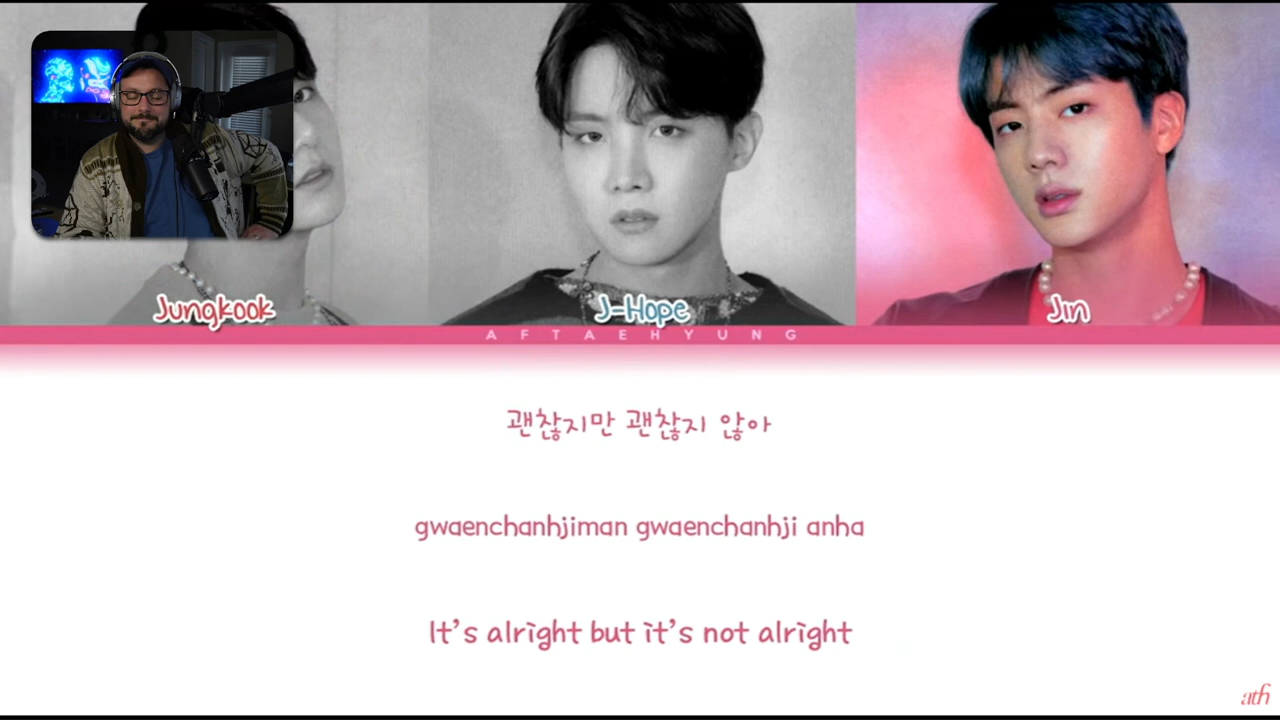 Jungkook
J-Hope
Jin
AFTAEHYUNG
괜찮지만 괜찮지 않아
gwaenchanhjiman gwaenchanhji anha
It's alright but it's not alright
ath